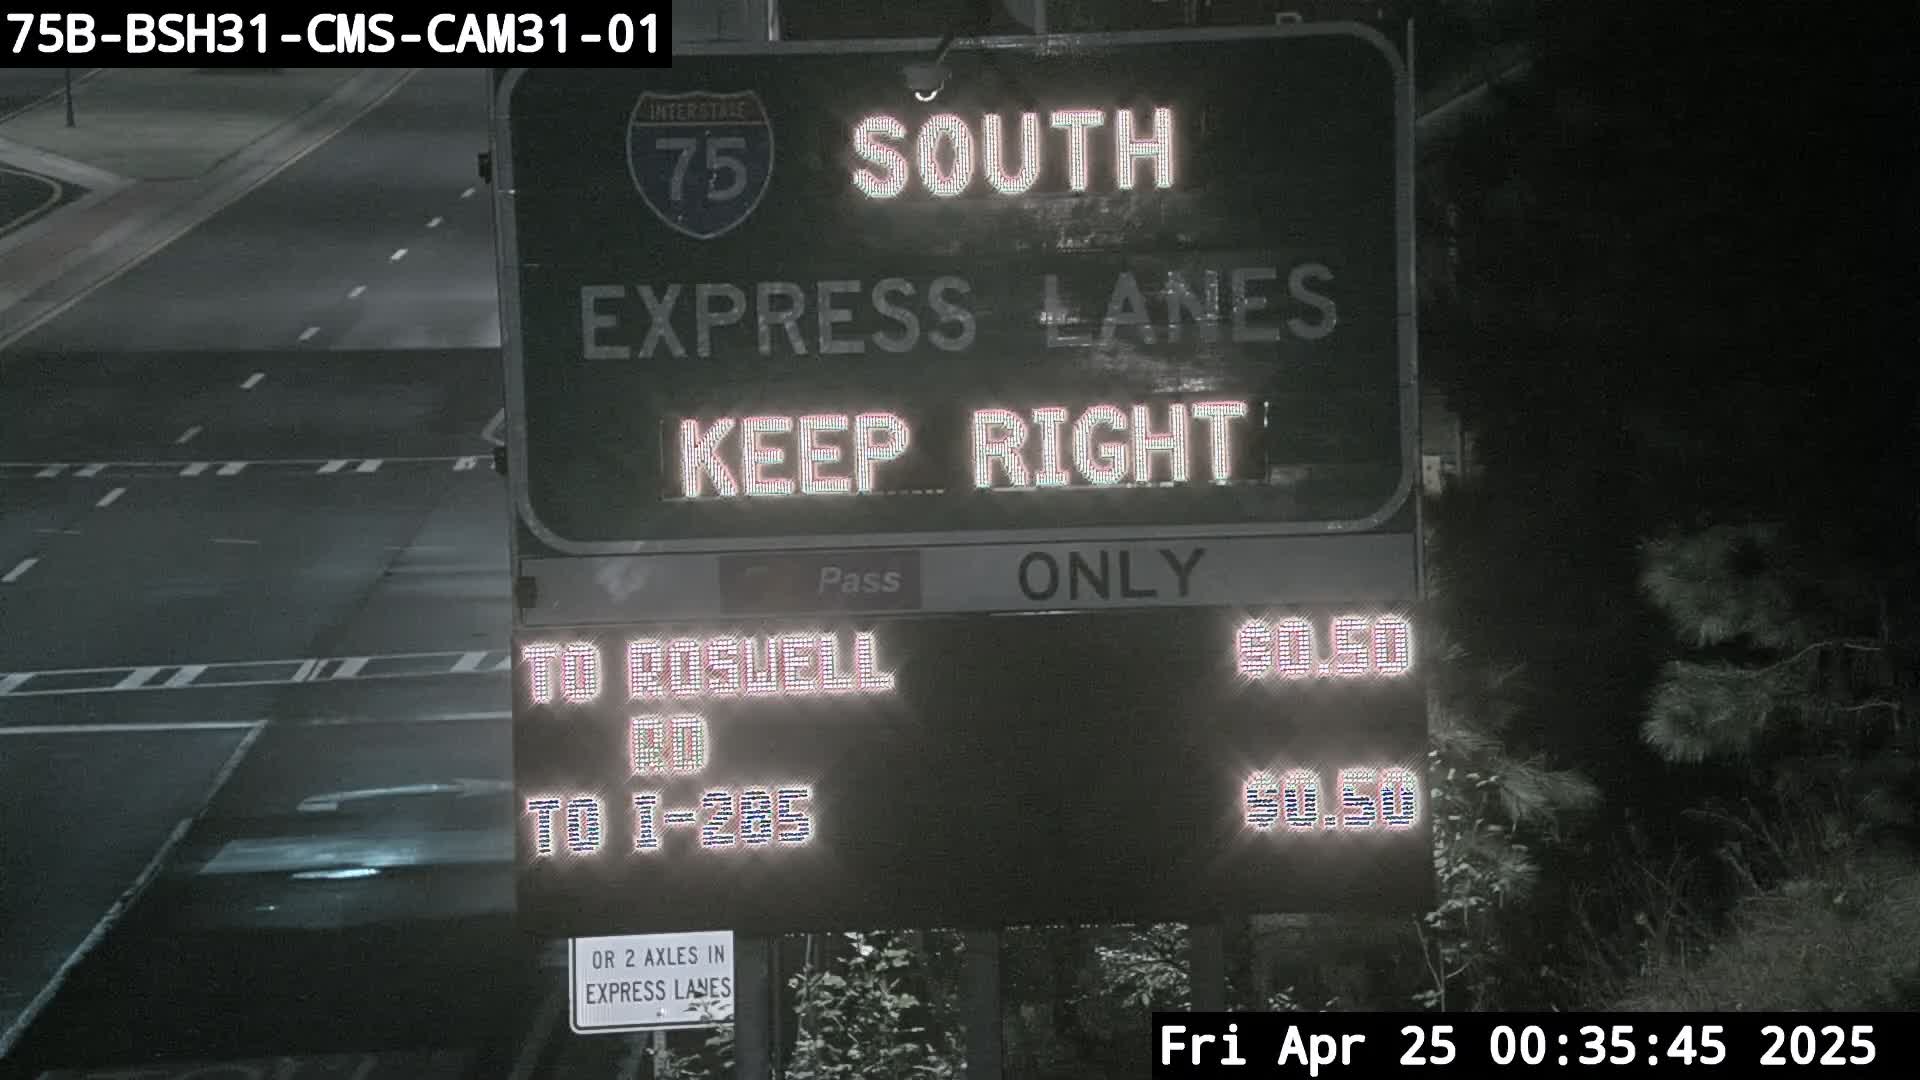 75B-BSH31-CMS-CAM31-01
INTERSTATE
75
SOUTH
EXPRESS LANES
KEEP RIGHT
Pass ONLY
TO ROSWELL $0.50
RD
TO I-285 $0.50
OR 2 AXLES IN
EXPRESS LANES
Fri Apr 25 00:35:45 2025